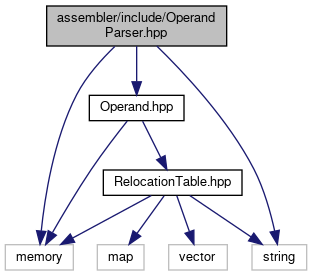 assembler/include/Operand
Parser.hpp
Operand.hpp
RelocationTable.hpp
memory
map
vector
string